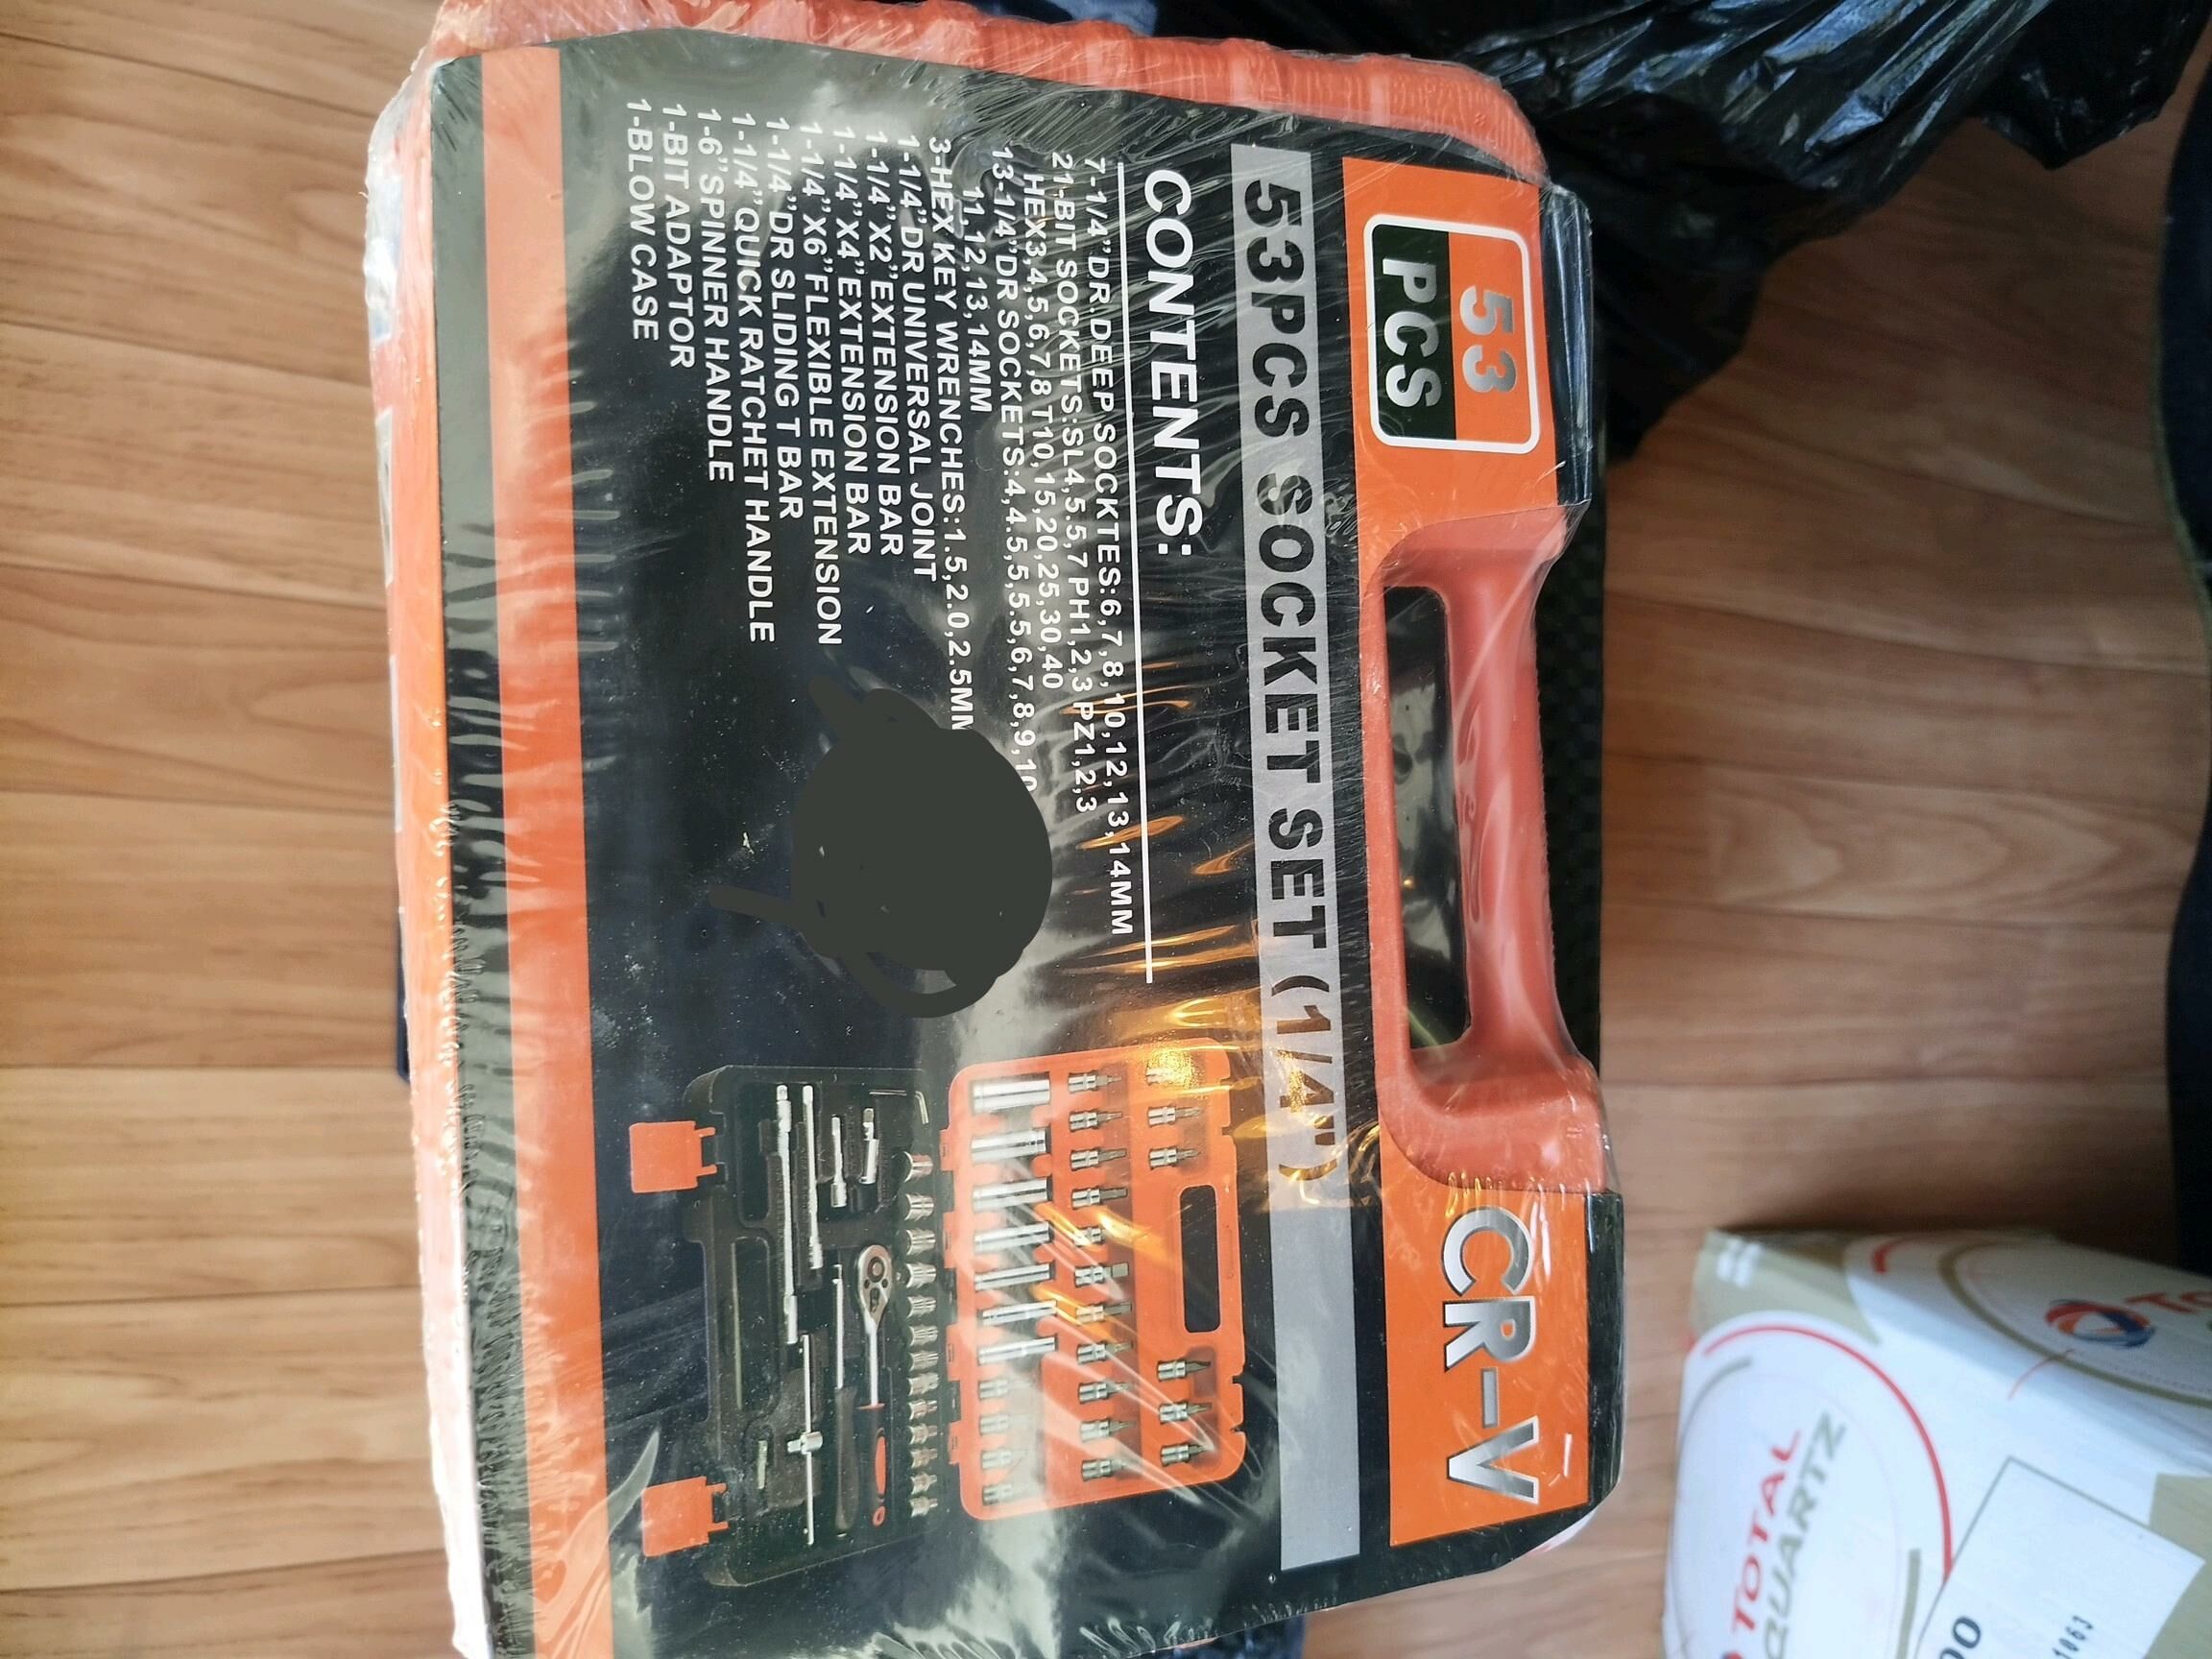 53
PCS
CR-V
53PCS SOCKET SET (1/4")
CONTENTS:
7-1/4"DR.DEEP SOCKTES:6,7,8,10,12,13,14MM
21-BIT SOCKETS:SL4,5.5,7 PH1,2,3 PZ1,2,3
HEX3,4,5,6,7,8 T10,15,20,25,30,40
13-1/4"DR SOCKETS:4,4.5,5,5.5,6,7,8,9,10
11,12,13,14MM
3-HEX KEY WRENCHES:1.5,2.0,2.5MM
1-1/4"DR UNIVERSAL JOINT
1-1/4"X2"EXTENSION BAR
1-1/4"X4"EXTENSION BAR
1-1/4"X6"FLEXIBLE EXTENSION
1-1/4"DR SLIDING T BAR
1-1/4"QUICK RATCHET HANDLE
1-6"SPINNER HANDLE
1-BIT ADAPTOR
1-BLOW CASE
TOTAL
QUARTZ
1063